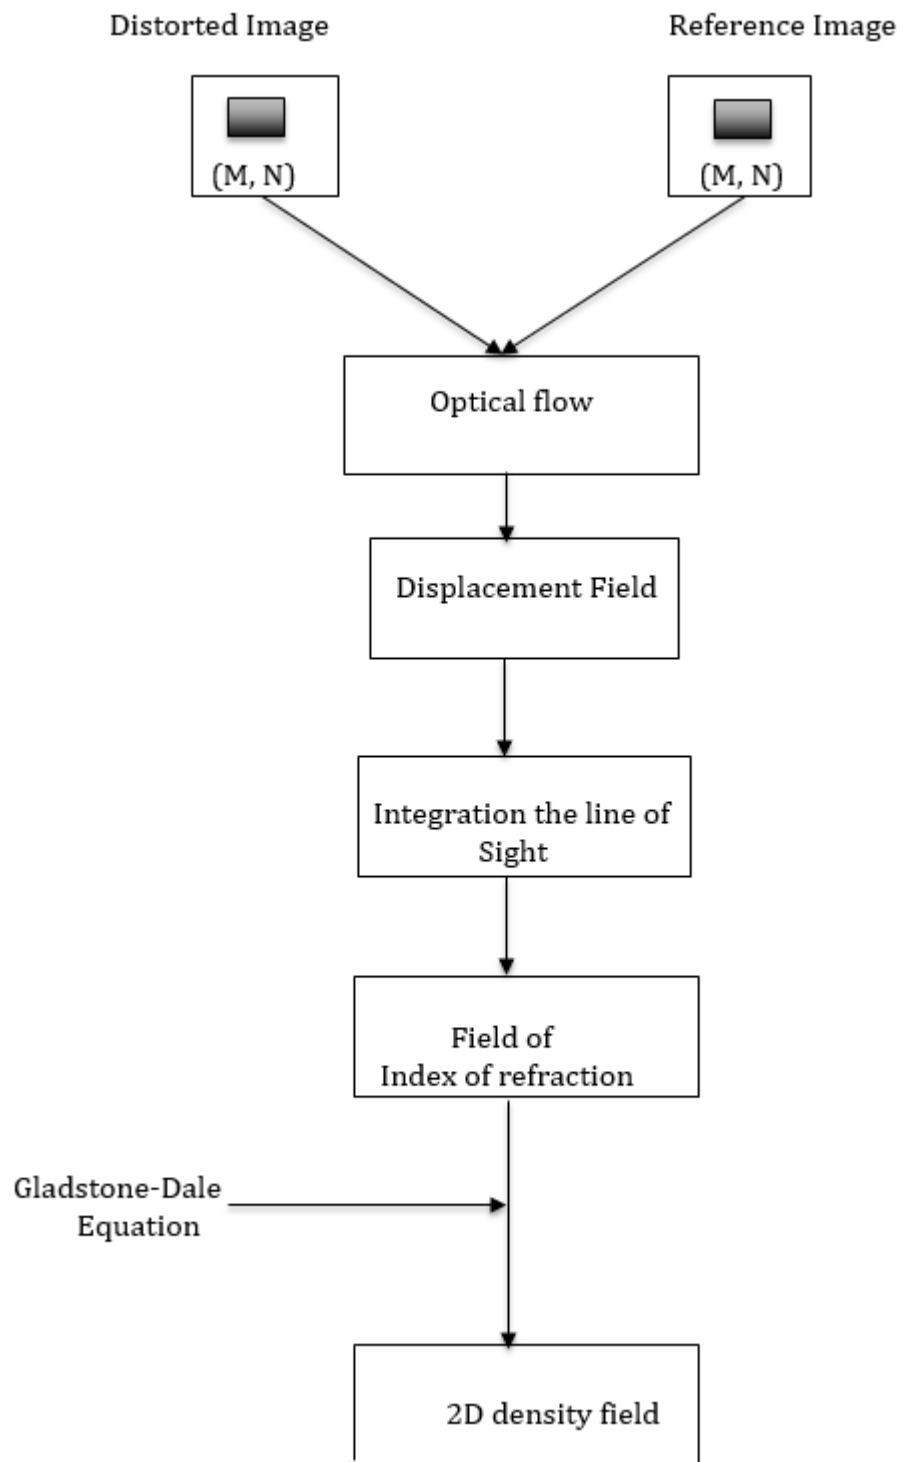 Distorted Image
Reference Image
(M, N)
(M, N)
Optical flow
Displacement Field
Integration the line of
Sight
Field of
Index of refraction
Gladstone-Dale
Equation
2D density field